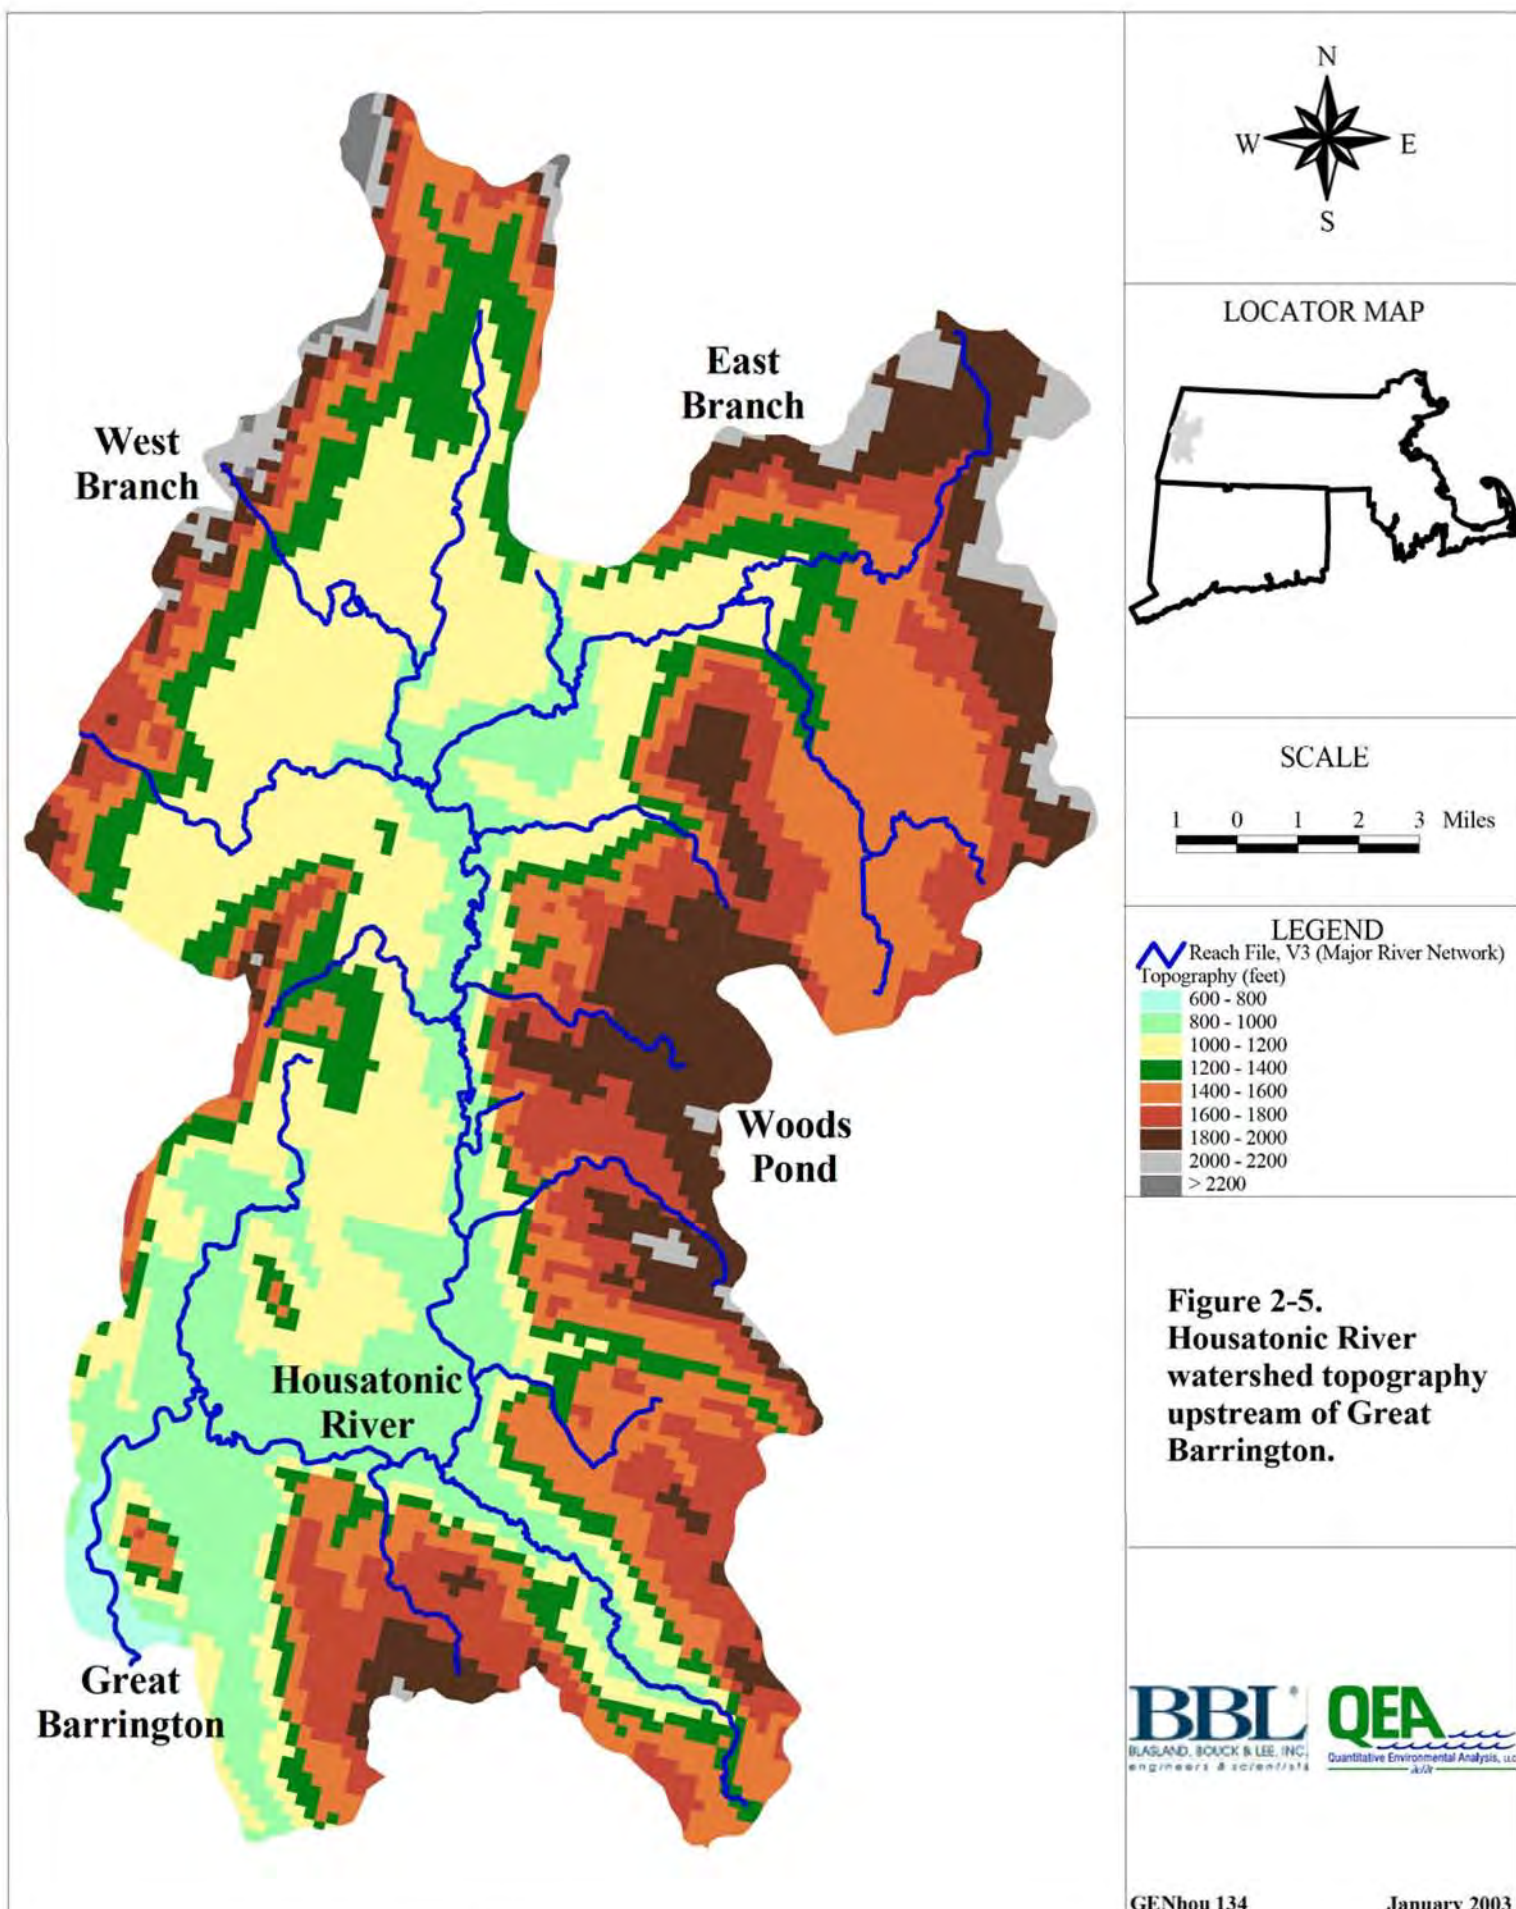 N
W
E
S
LOCATOR MAP
East
Branch
West
Branch
SCALE
1 0 1 2 3 Miles
LEGEND
Reach File, V3 (Major River Network)
Topography (feet)
600 - 800
800 - 1000
1000 - 1200
1200 - 1400
1400 - 1600
1600 - 1800
1800 - 2000
2000 - 2200
> 2200
Woods
Pond
Housatonic
River
Figure 2-5.
Housatonic River
watershed topography
upstream of Great
Barrington.
Great
Barrington
BBL
BLASLAND, BOUCK & LEE, INC.
engineers & scientists
QEA
Quantitative Environmental Analysis, LLC
GENhou 134
January 2003